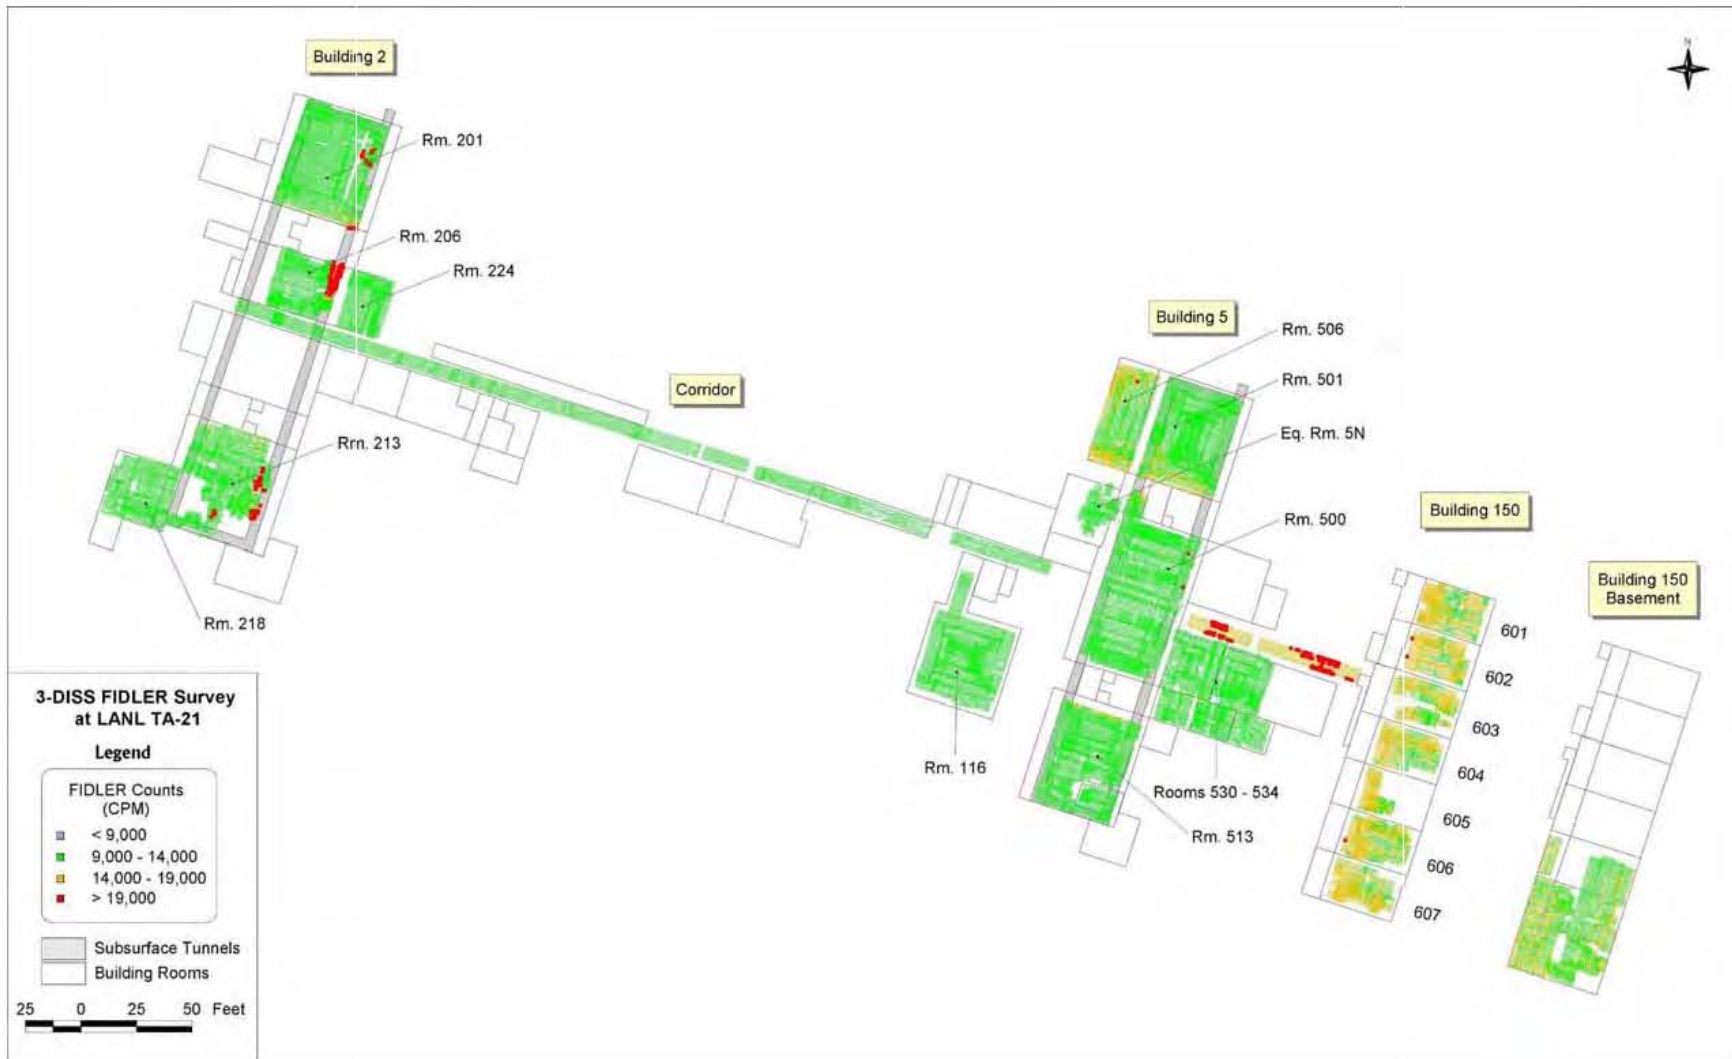 N
Building 2
Rm. 201
Rm. 206
Rm. 224
Building 5
Rm. 506
Corridor
Rm. 501
Eq. Rm. 5N
Rrn. 213
Rm. 500
Building 150
Building 150
Basement
Rm. 218
601
602
603
604
605
606
607
Rm. 116
Rooms 530 - 534
Rm. 513
3-DISS FIDLER Survey
at LANL TA-21
Legend
FIDLER Counts
(CPM)
< 9,000
9,000 - 14,000
14,000 - 19,000
> 19,000
Subsurface Tunnels
Building Rooms
25 0 25 50 Feet